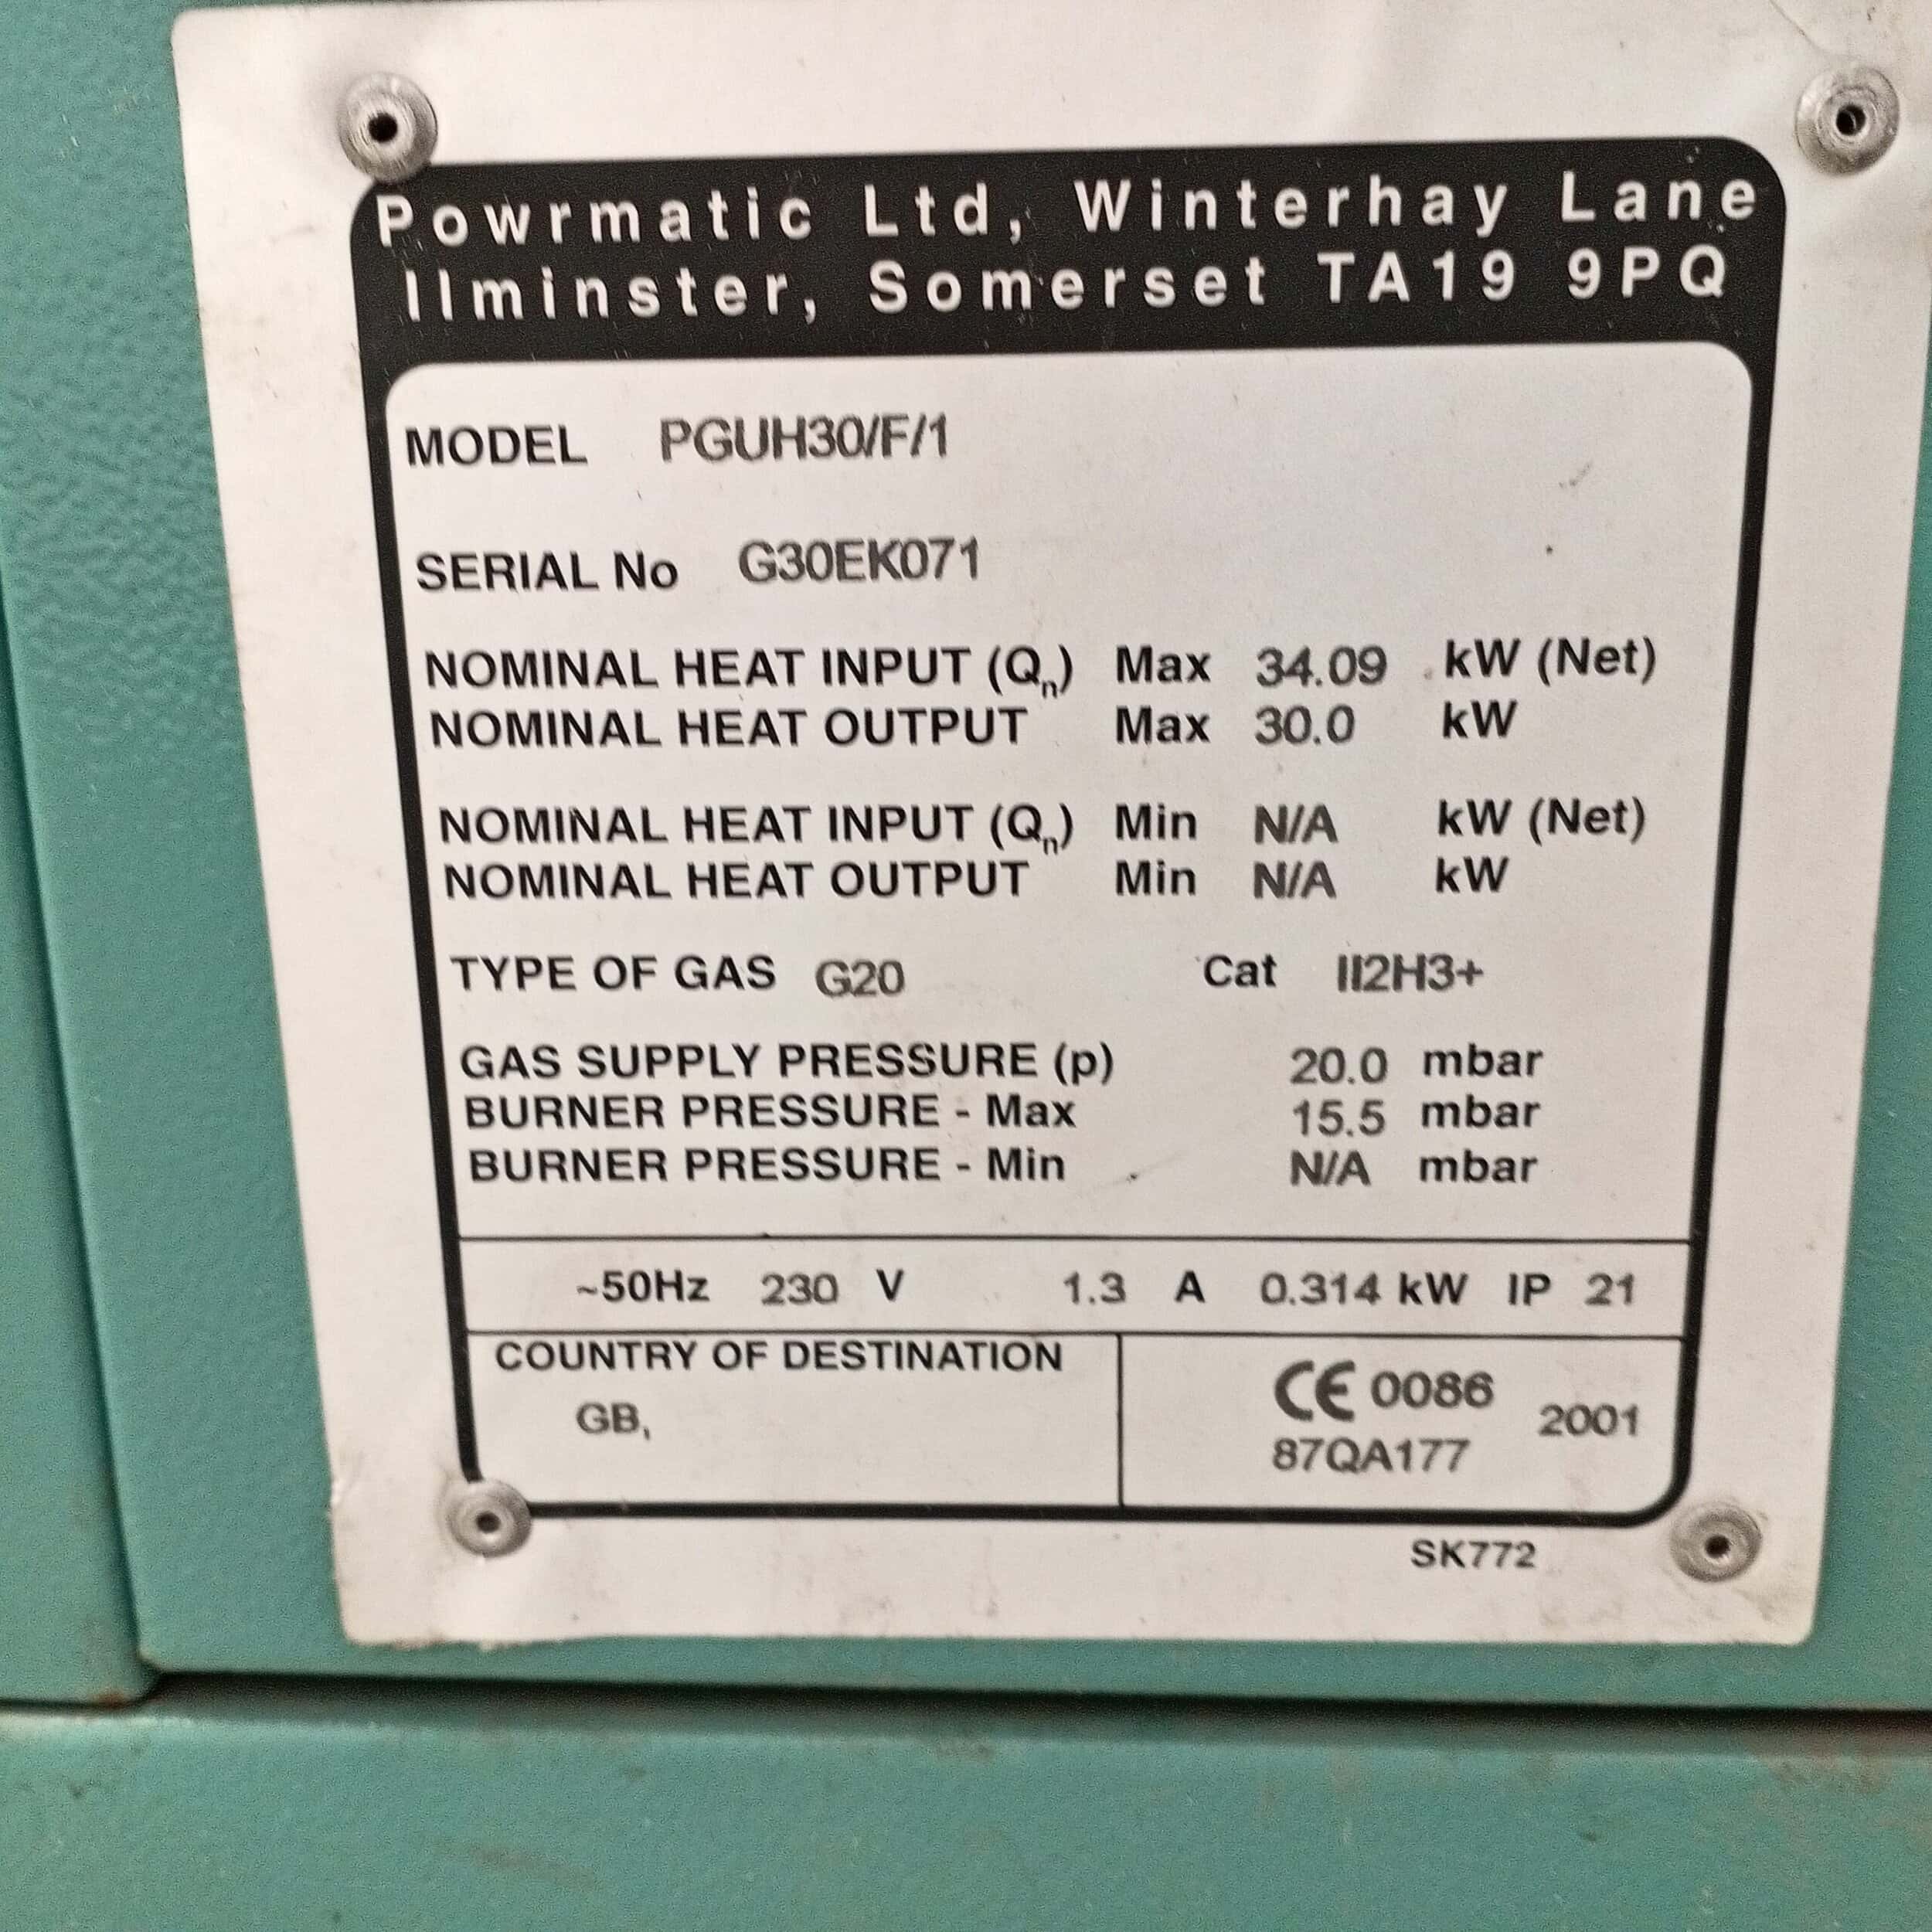 Powrmatic Ltd, Winterhay Lane
Ilminster, Somerset TA19 9PQ
MODEL PGUH30/F/1
SERIAL No G30EK071
NOMINAL HEAT INPUT (Qn) Max 34.09 kW (Net)
NOMINAL HEAT OUTPUT Max 30.0 kW
NOMINAL HEAT INPUT (Qn) Min N/A kW (Net)
NOMINAL HEAT OUTPUT Min N/A kW
TYPE OF GAS G20 Cat II2H3+
GAS SUPPLY PRESSURE (p) 20.0 mbar
BURNER PRESSURE - Max 15.5 mbar
BURNER PRESSURE - Min N/A mbar
~50Hz 230 V 1.3 A 0.314 kW IP 21
COUNTRY OF DESTINATION
GB,
CE 0086
2001
87QA177
SK772